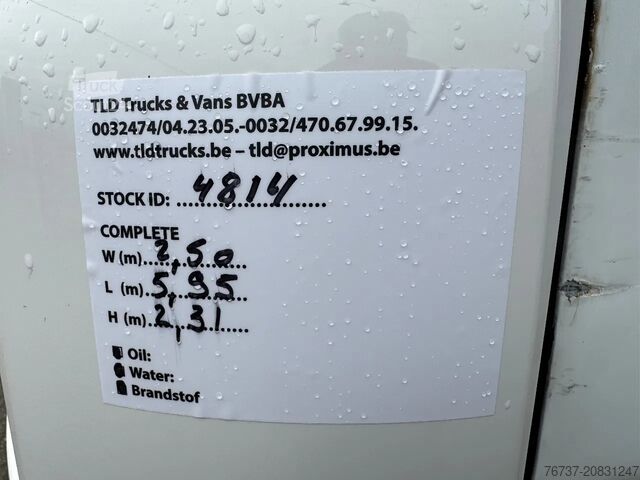 Truck
TLD Trucks & Vans BVBA
0032474/04.23.05.-0032/470.67.99.15.
www.tldtrucks.be – tld@proximus.be
STOCK ID: 4814
COMPLETE
W (m) 2,50
L (m) 5,95
H (m) 2,31
Oil:
Water:
Brandstof
76737-20831247